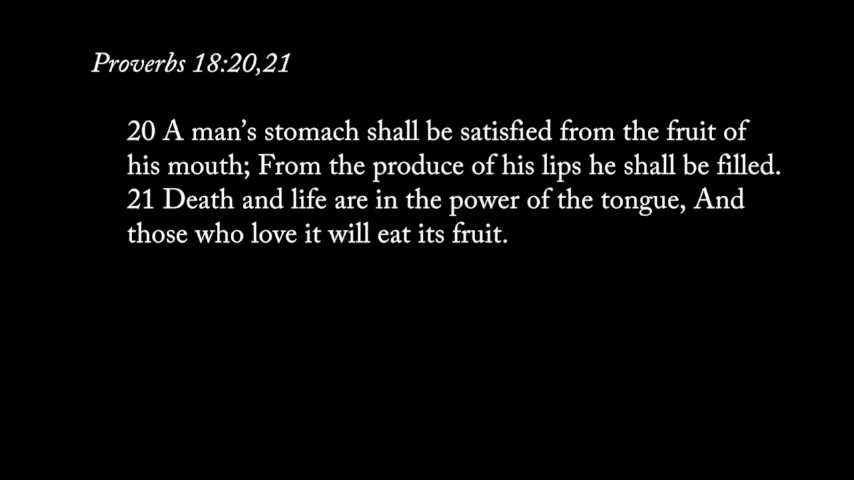 Proverbs 18:20,21
20 A man’s stomach shall be satisfied from the fruit of
his mouth; From the produce of his lips he shall be filled.
21 Death and life are in the power of the tongue, And
those who love it will eat its fruit.